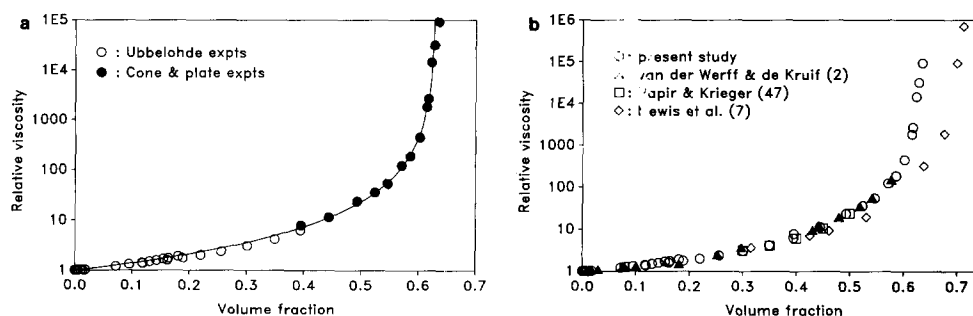 a
Relative viscosity
1E5
1E4
1000
100
10
1
○ : Ubbelohde expts
● : Cone & plate expts
0.0 0.1 0.2 0.3 0.4 0.5 0.6 0.7
Volume fraction
b
Relative viscosity
1E6
1E5
1E4
1000
100
10
1
present study
van der Werff & de Kruif (2)
& Krieger (47)
et al. (7)
0.0 0.1 0.2 0.3 0.4 0.5 0.6 0.7
Volume fraction